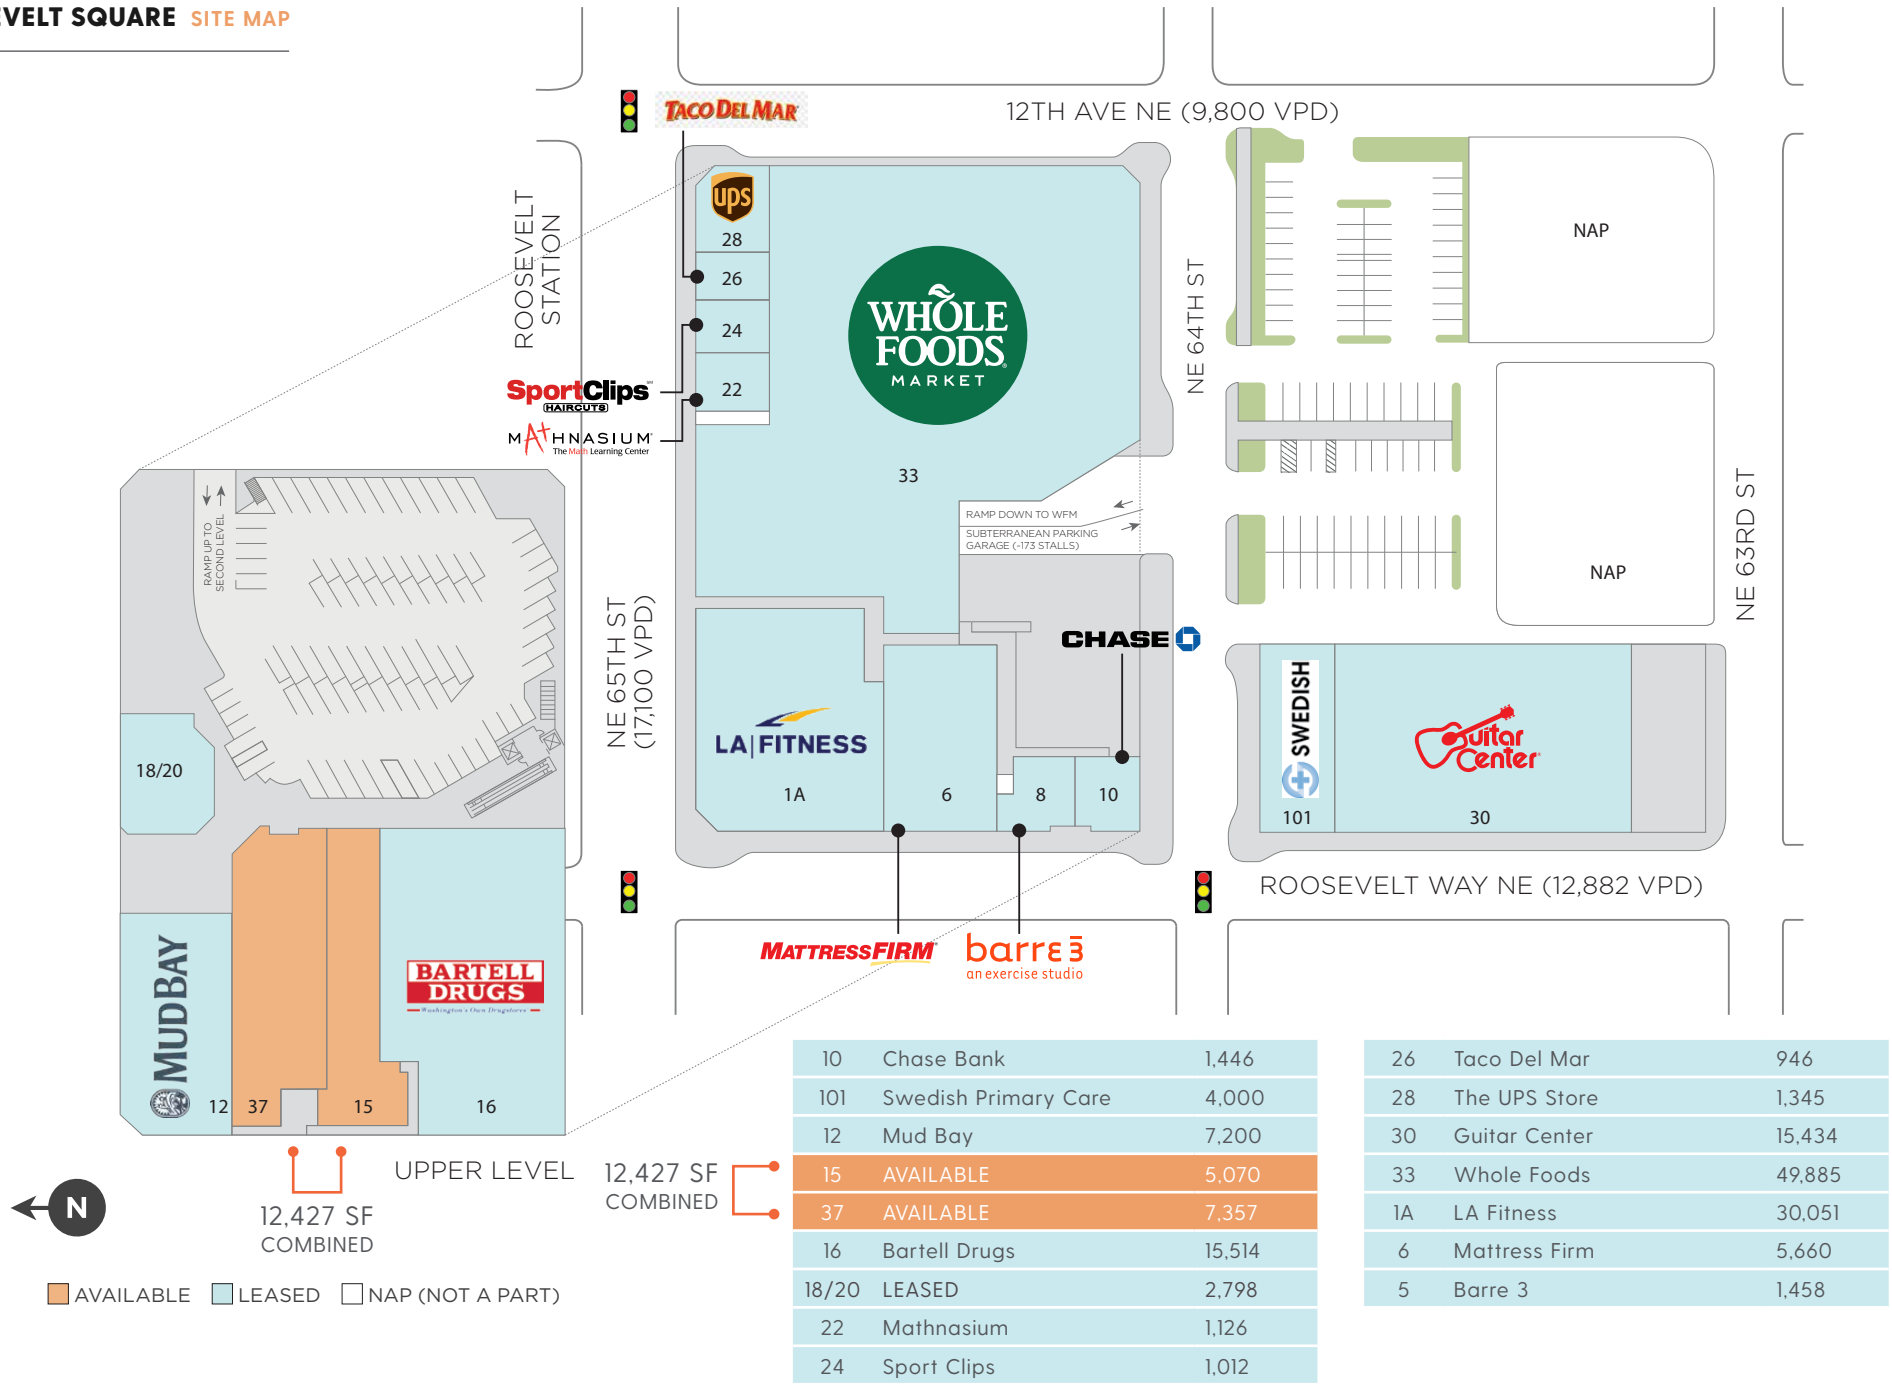 EVELT SQUARE SITE MAP
TACO DEL MAR
12TH AVE NE (9,800 VPD)
ROOSEVELT
STATION
ups
28
26
24
22
SportClips
HAIRCUTS
MATHNASIUM
The Math Learning Center
WHOLE
FOODS
MARKET
33
NE 64TH ST
NAP
NAP
NE 63RD ST
RAMP DOWN TO WFM
SUBTERRANEAN PARKING
GARAGE (~173 STALLS)
RAMP UP TO
SECOND LEVEL
NE 65TH ST
(17,100 VPD)
CHASE
LA|FITNESS
1A
6
8
10
SWEDISH
101
Guitar
Center
30
18/20
ROOSEVELT WAY NE (12,882 VPD)
MATTRESSFIRM
barre3
an exercise studio
MUDBAY
12
37
15
BARTELL
DRUGS
Washington's Own Drugstores
16
UPPER LEVEL
N
12,427 SF
COMBINED
12,427 SF
COMBINED
AVAILABLE LEASED NAP (NOT A PART)
10 Chase Bank 1,446
101 Swedish Primary Care 4,000
12 Mud Bay 7,200
15 AVAILABLE 5,070
37 AVAILABLE 7,357
16 Bartell Drugs 15,514
18/20 LEASED 2,798
22 Mathnasium 1,126
24 Sport Clips 1,012
26 Taco Del Mar 946
28 The UPS Store 1,345
30 Guitar Center 15,434
33 Whole Foods 49,885
1A LA Fitness 30,051
6 Mattress Firm 5,660
5 Barre 3 1,458